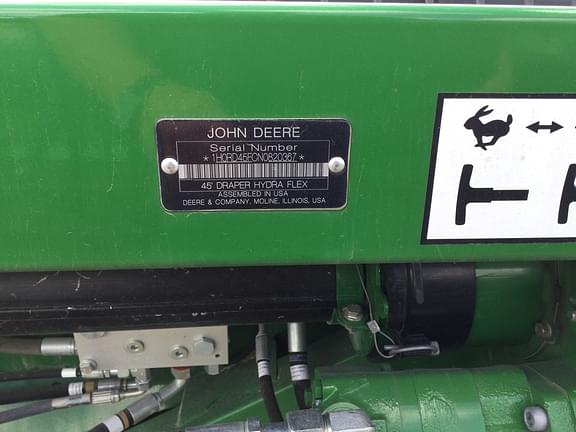 JOHN DEERE
Serial Number
* 1H0RD45FCN0820367 *
45' DRAPER HYDRA FLEX
ASSEMBLED IN USA
DEERE & COMPANY, MOLINE, ILLINOIS, USA